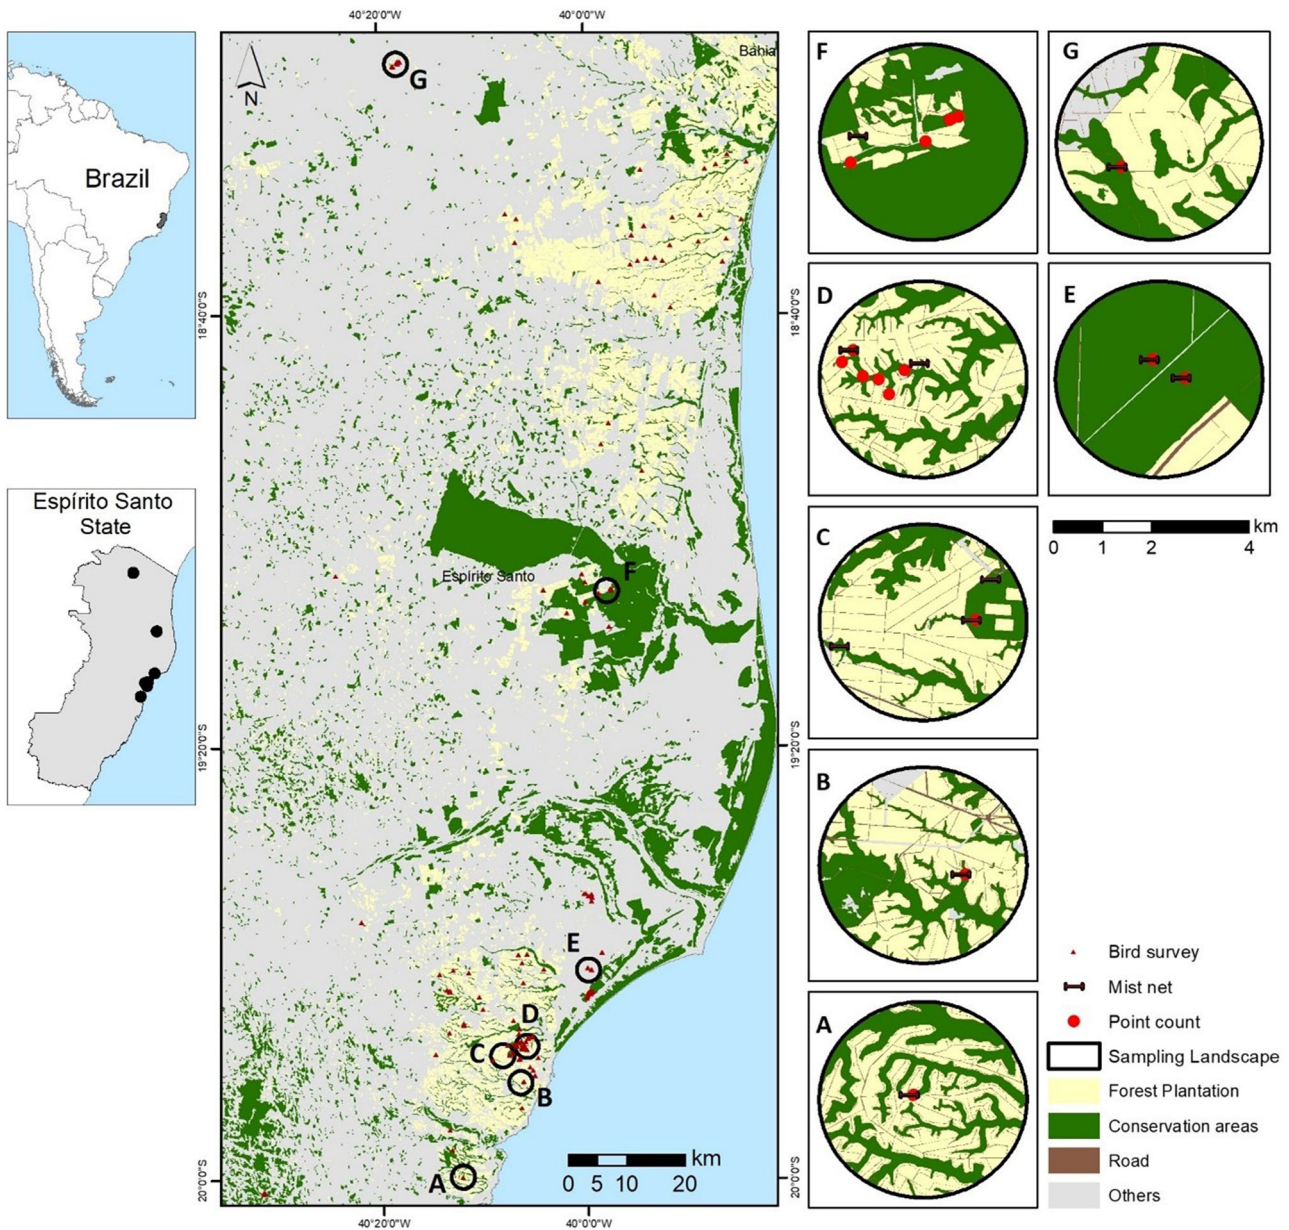 40°20'0"W
40°0'0"W
Brazil
N
G
Bahia
18°40'0"S
18°40'0"S
Espírito Santo
State
Espírito Santo
F
19°20'0"S
19°20'0"S
E
D
C
B
A
km
0 5 10 20
20°0'0"S
20°0'0"S
40°20'0"W
40°0'0"W
F
G
D
E
km
0 1 2 4
C
B
A
Bird survey
Mist net
Point count
Sampling Landscape
Forest Plantation
Conservation areas
Road
Others